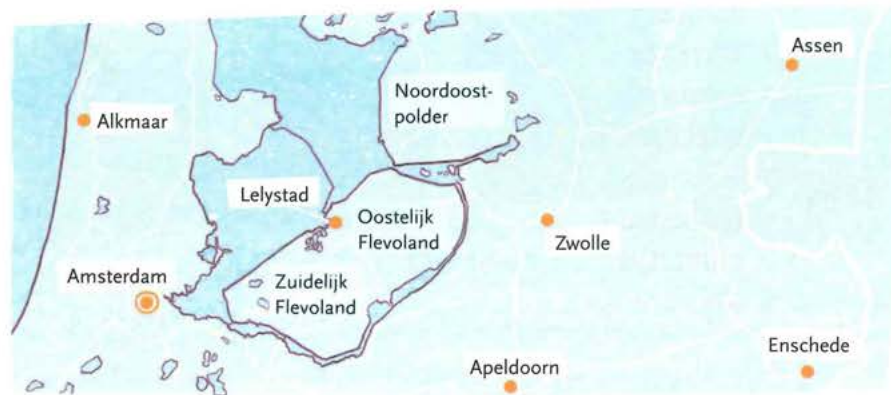 Assen
Noordoost-
polder
Alkmaar
Lelystad
Oostelijk
Flevoland
Zwolle
Amsterdam
Zuidelijk
Flevoland
Enschede
Apeldoorn